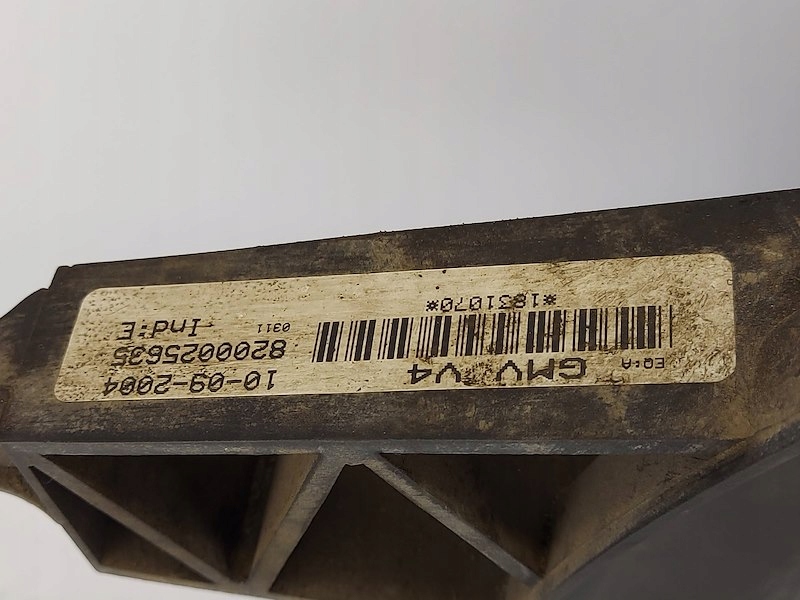 EQ:A
GMV V4
10-09-2004
8200025635
0311
Ind:E
*1831070*